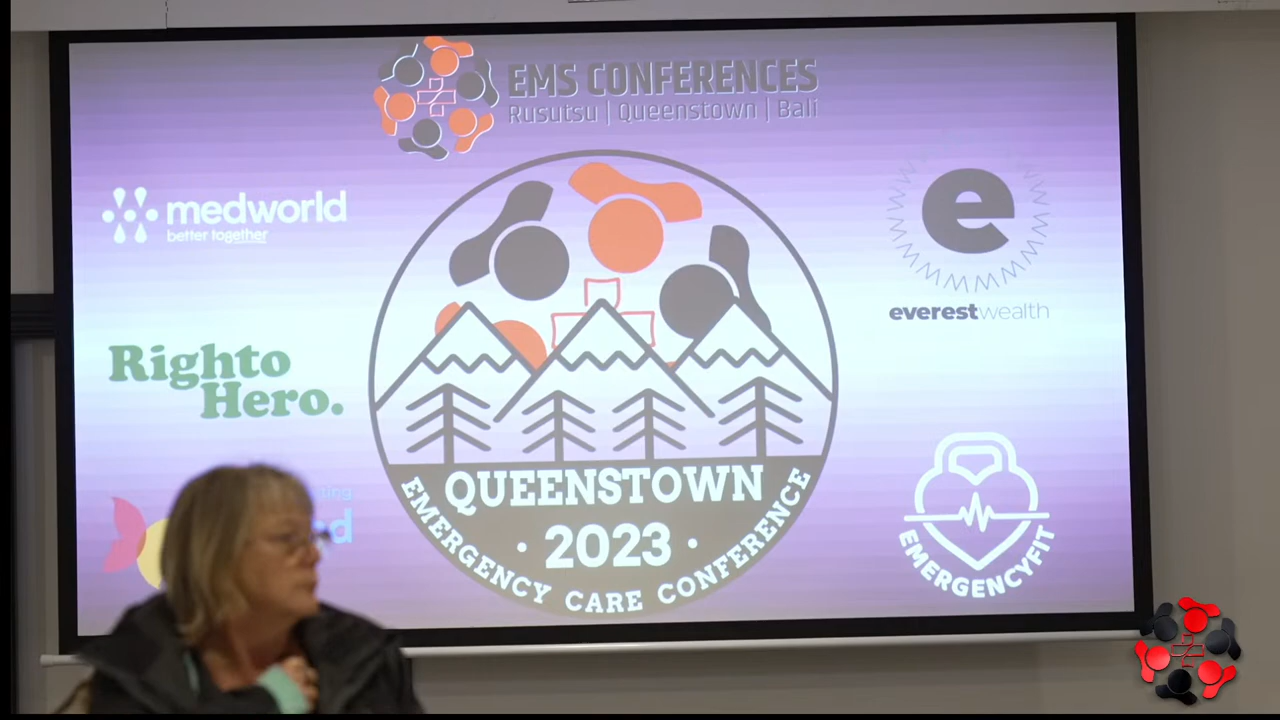 EMS CONFERENCES
Rusutsu | Queenstown | Bali
medworld
better together
e
everestwealth
Righto
Hero.
QUEENSTOWN
· 2023 ·
EMERGENCY CARE CONFERENCE
EMERGENCYFIT